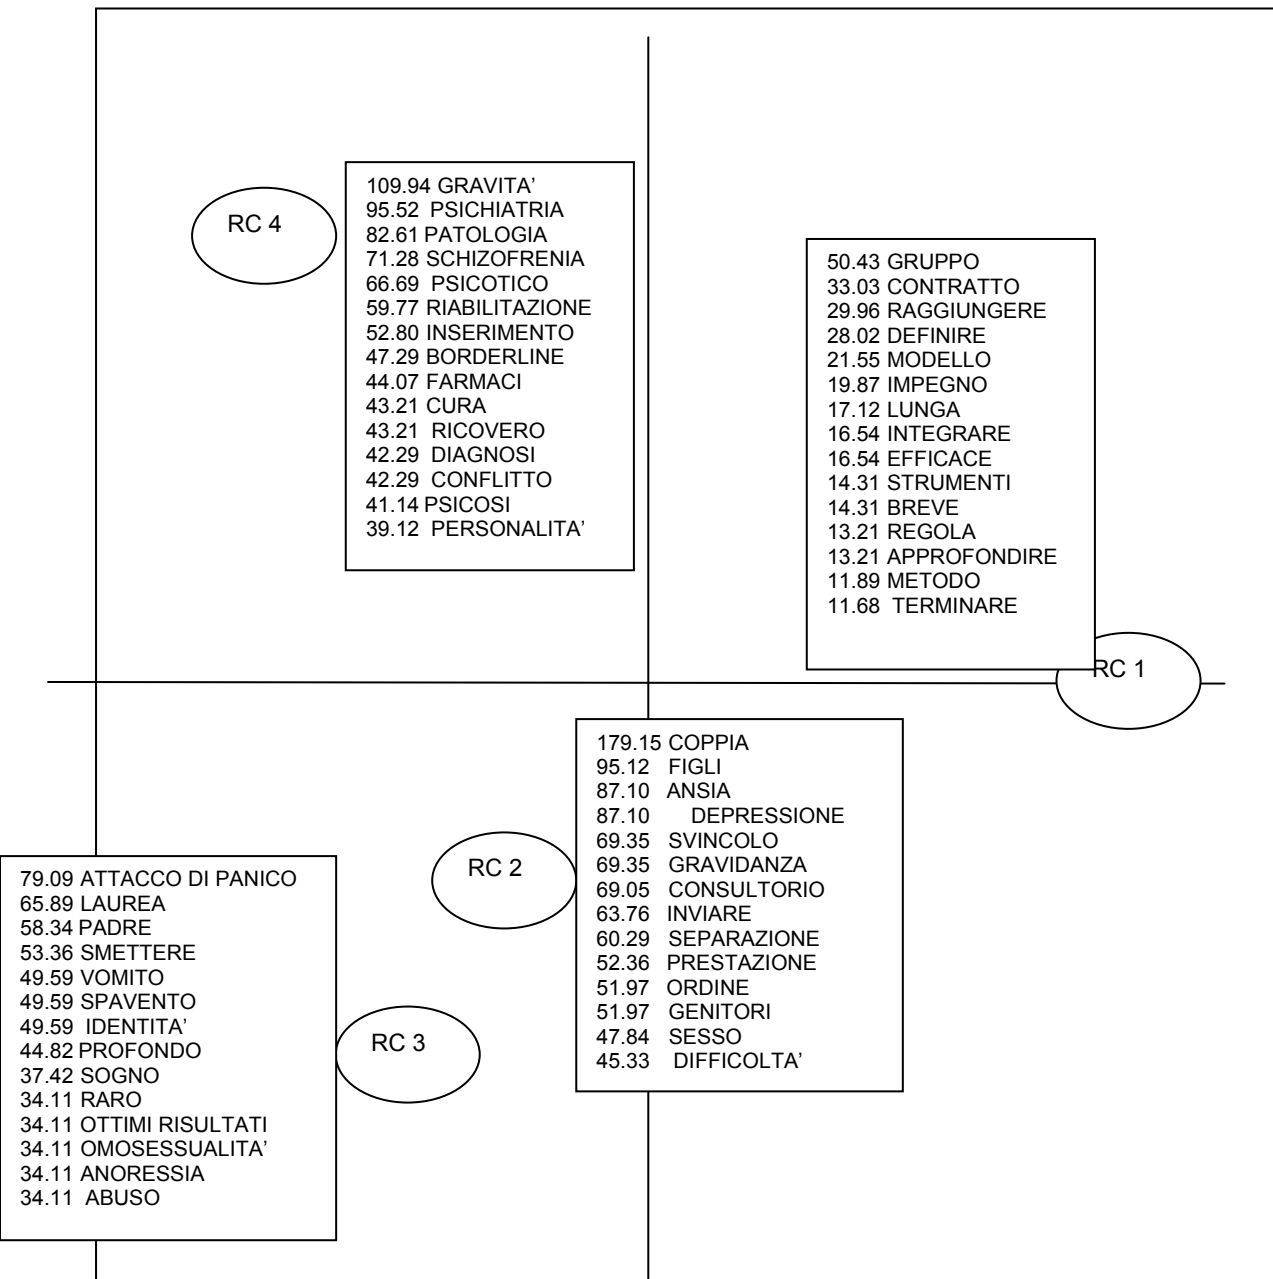 RC 4
109.94 GRAVITA'
95.52 PSICHIATRIA
82.61 PATOLOGIA
71.28 SCHIZOFRENIA
66.69 PSICOTICO
59.77 RIABILITAZIONE
52.80 INSERIMENTO
47.29 BORDERLINE
44.07 FARMACI
43.21 CURA
43.21 RICOVERO
42.29 DIAGNOSI
42.29 CONFLITTO
41.14 PSICOSI
39.12 PERSONALITA'
50.43 GRUPPO
33.03 CONTRATTO
29.96 RAGGIUNGERE
28.02 DEFINIRE
21.55 MODELLO
19.87 IMPEGNO
17.12 LUNGA
16.54 INTEGRARE
16.54 EFFICACE
14.31 STRUMENTI
14.31 BREVE
13.21 REGOLA
13.21 APPROFONDIRE
11.89 METODO
11.68 TERMINARE
RC 1
179.15 COPPIA
95.12 FIGLI
87.10 ANSIA
87.10 DEPRESSIONE
69.35 SVINCOLO
69.35 GRAVIDANZA
69.05 CONSULTORIO
63.76 INVIARE
60.29 SEPARAZIONE
52.36 PRESTAZIONE
51.97 ORDINE
51.97 GENITORI
47.84 SESSO
45.33 DIFFICOLTA'
RC 2
79.09 ATTACCO DI PANICO
65.89 LAUREA
58.34 PADRE
53.36 SMETTERE
49.59 VOMITO
49.59 SPAVENTO
49.59 IDENTITA'
44.82 PROFONDO
37.42 SOGNO
34.11 RARO
34.11 OTTIMI RISULTATI
34.11 OMOSESSUALITA'
34.11 ANORESSIA
34.11 ABUSO
RC 3